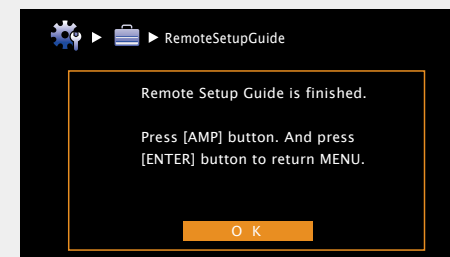 RemoteSetupGuide
Remote Setup Guide is finished.
Press [AMP] button. And press
[ENTER] button to return MENU.
O K